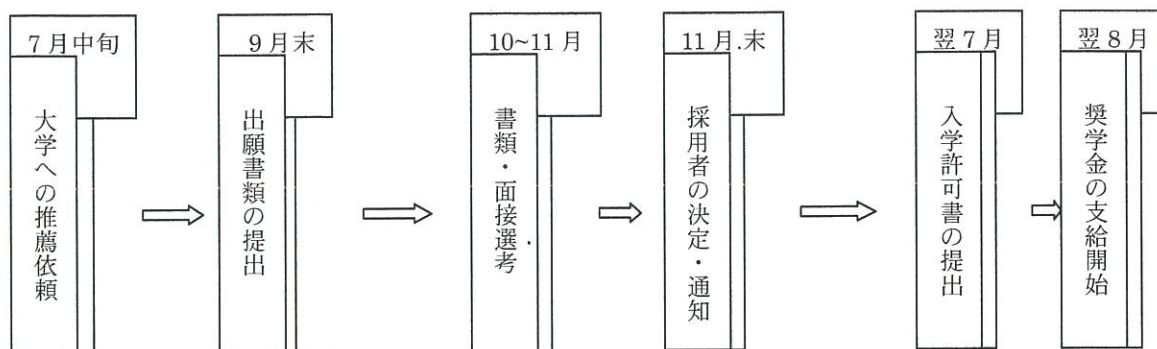 7月中旬
大学への推薦依頼
9月末
出願書類の提出
10~11月
書類・面接選考
11月.末
採用者の決定・通知
翌7月
入学許可書の提出
翌8月
奨学金の支給開始